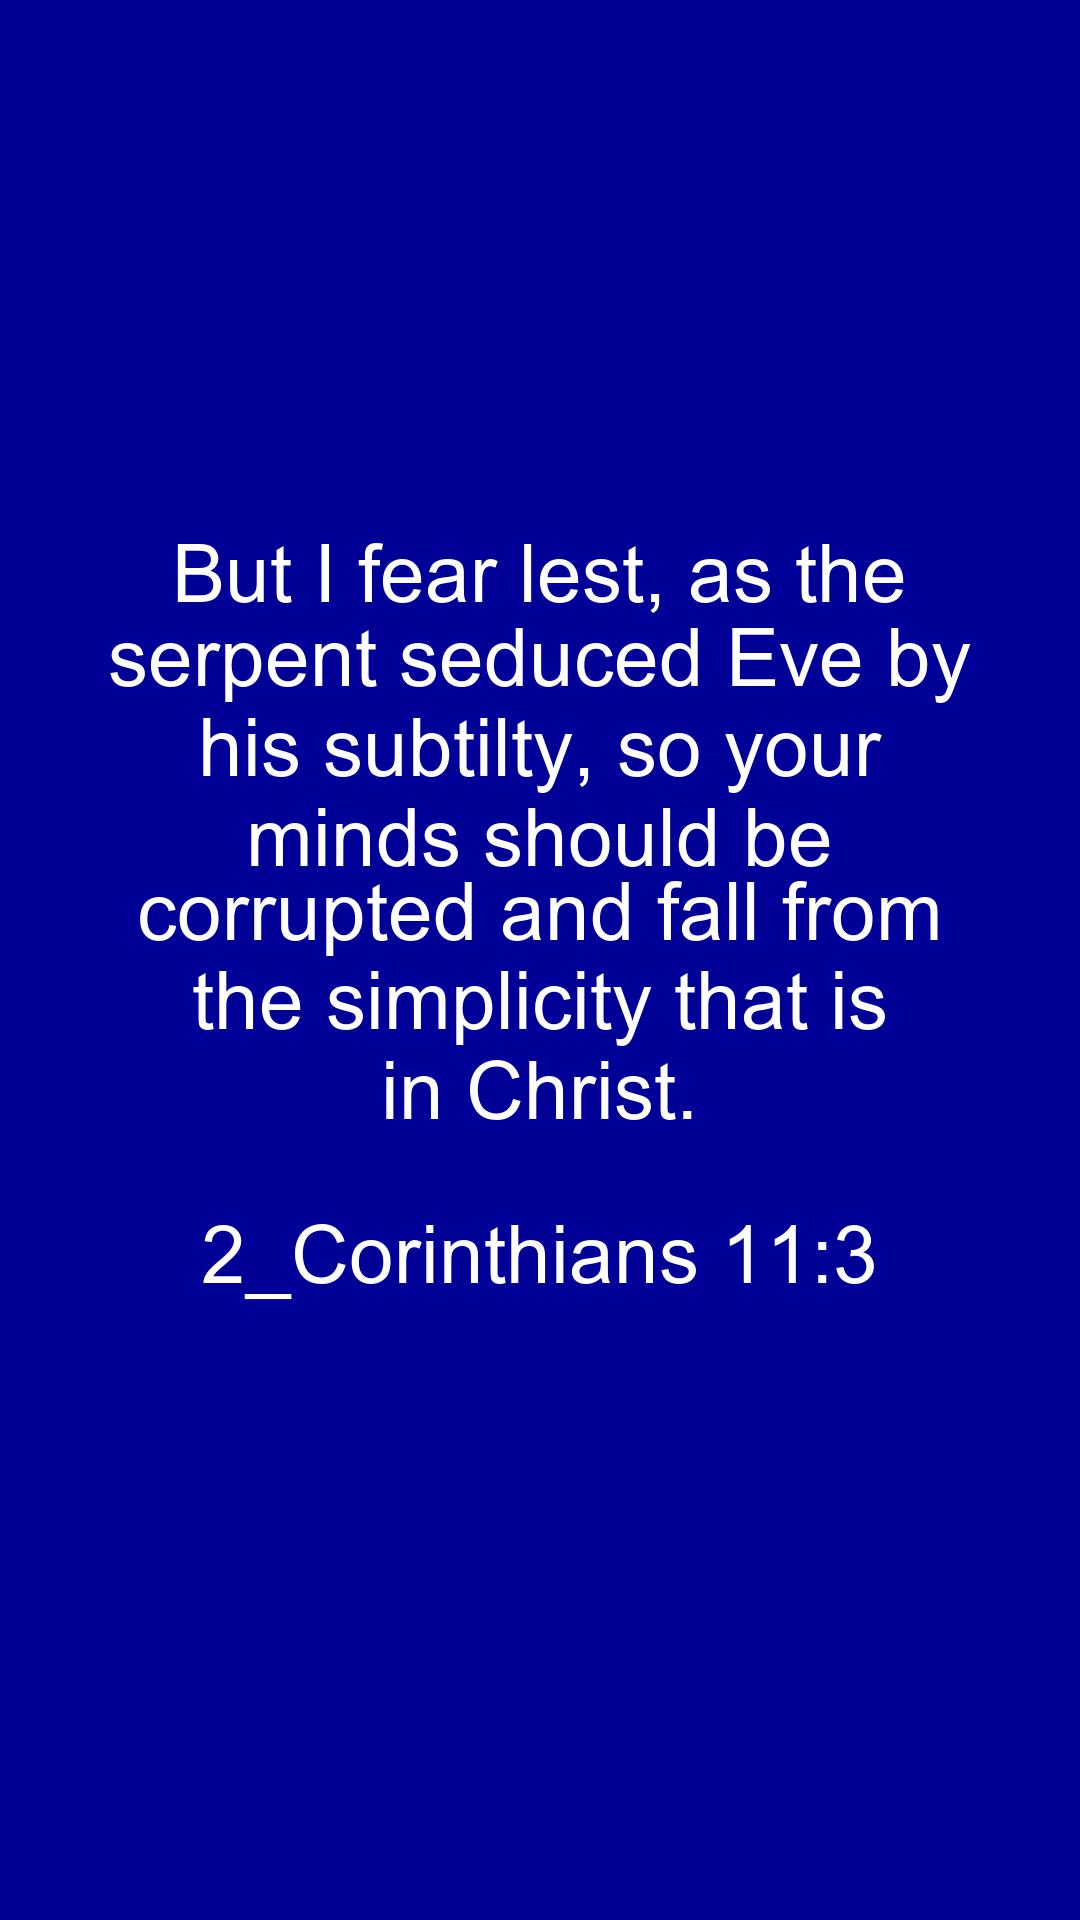 But I fear lest, as the
serpent seduced Eve by
his subtilty, so your
minds should be
corrupted and fall from
the simplicity that is
in Christ.
2_Corinthians 11:3